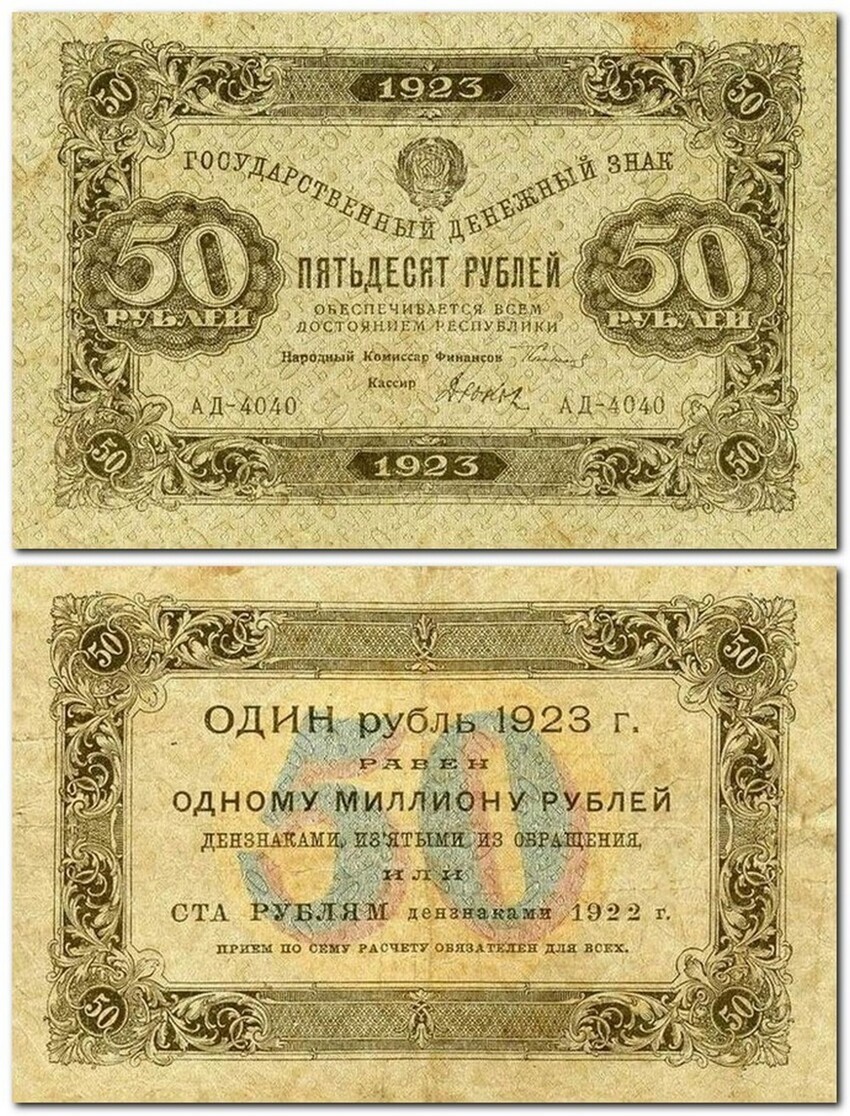 50 1923 50
ГОСУДАРСТВЕННЫЙ ДЕНЕЖНЫЙ ЗНАК
50 РУБЛЕЙ
ПЯТЬДЕСЯТ РУБЛЕЙ
50 РУБЛЕЙ
ОБЕСПЕЧИВАЕТСЯ ВСЕМ
ДОСТОЯНИЕМ РЕСПУБЛИКИ
Народный Комиссар Финансов
Кассир
АД-4040 АД-4040
50 1923 50
50 50
ОДИН рубль 1923 г.
РАВЕН
ОДНОМУ МИЛЛИОНУ РУБЛЕЙ
ДЕНЗНАКАМИ, ИЗ'ЯТЫМИ ИЗ ОБРАЩЕНИЯ,
ИЛИ
СТА РУБЛЯМ дензнаками 1922 г.
ПРИЕМ ПО СЕМУ РАСЧЕТУ ОБЯЗАТЕЛЕН ДЛЯ ВСЕХ.
50
50 50